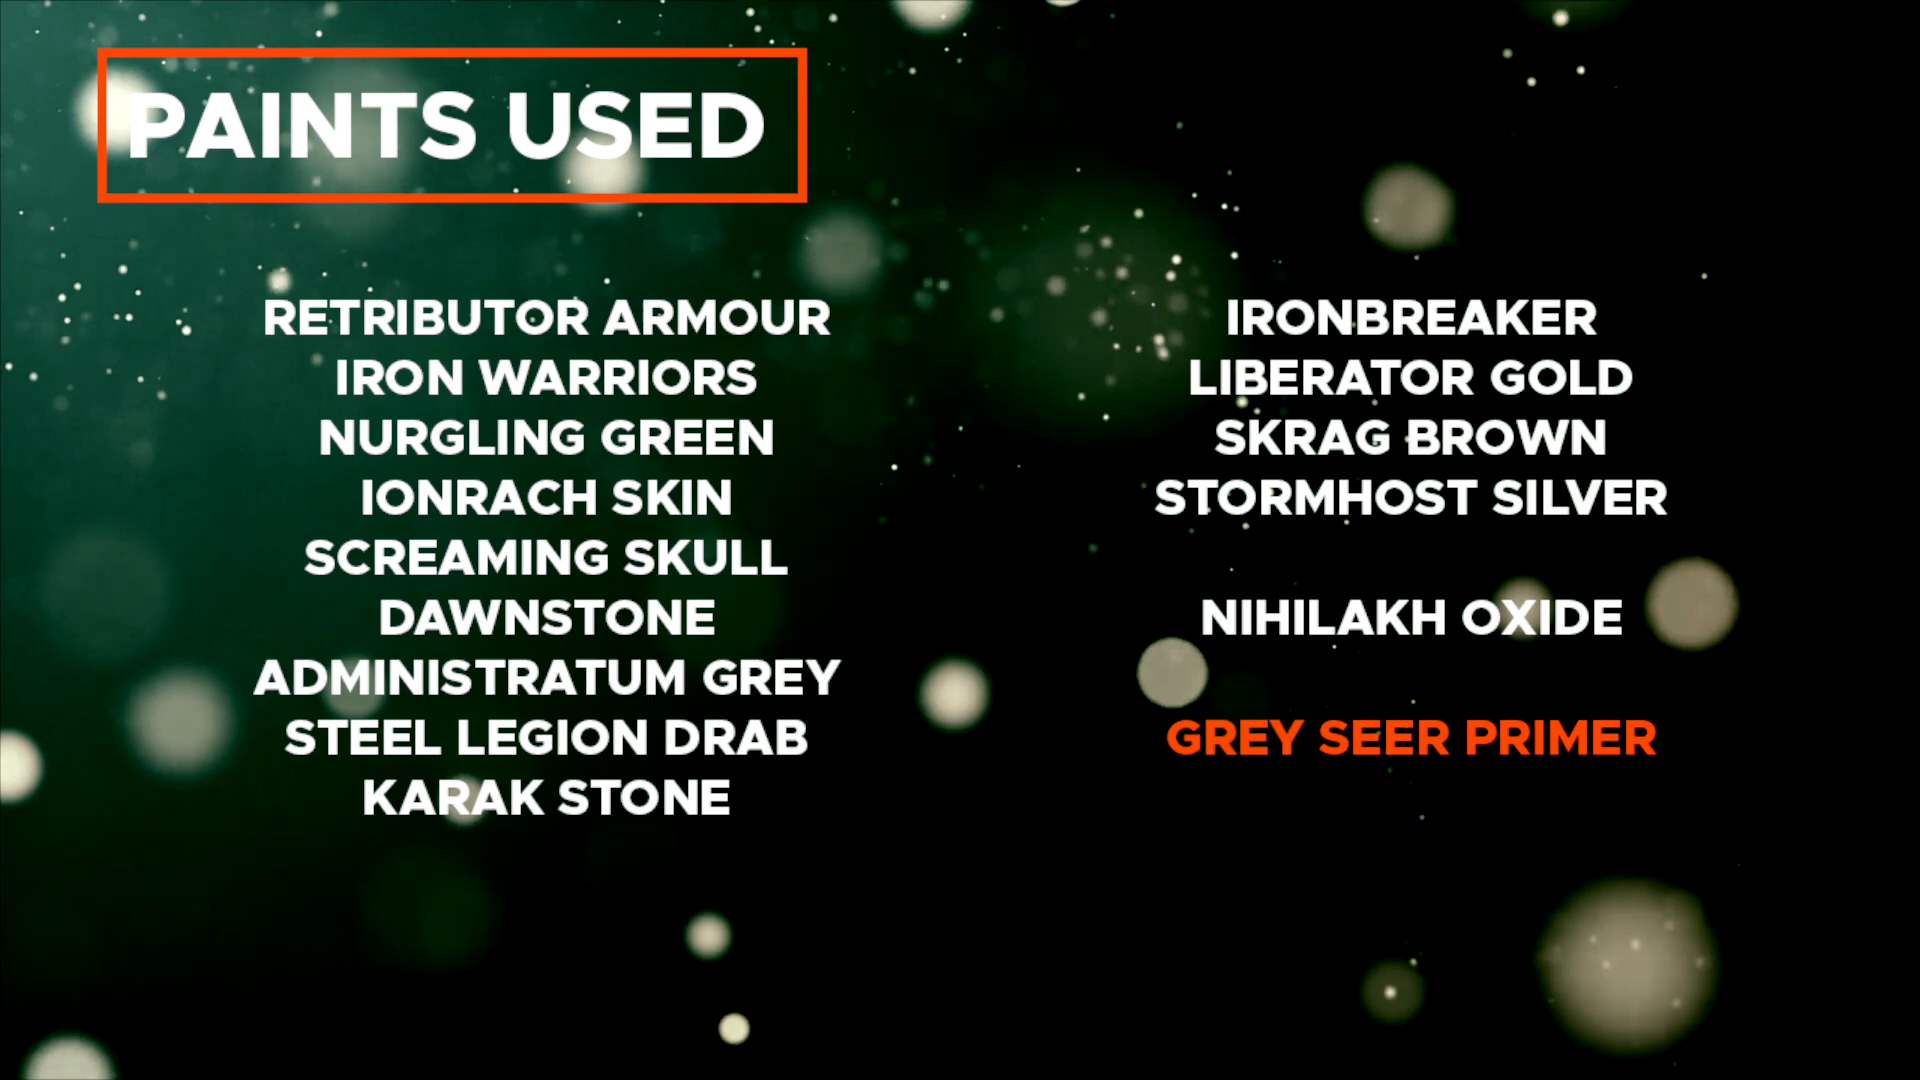 PAINTS USED
RETRIBUTOR ARMOUR
IRON WARRIORS
NURGLING GREEN
IONRACH SKIN
SCREAMING SKULL
DAWNSTONE
ADMINISTRATUM GREY
STEEL LEGION DRAB
KARAK STONE
IRONBREAKER
LIBERATOR GOLD
SKRAG BROWN
STORMHOST SILVER
NIHILAKH OXIDE
GREY SEER PRIMER